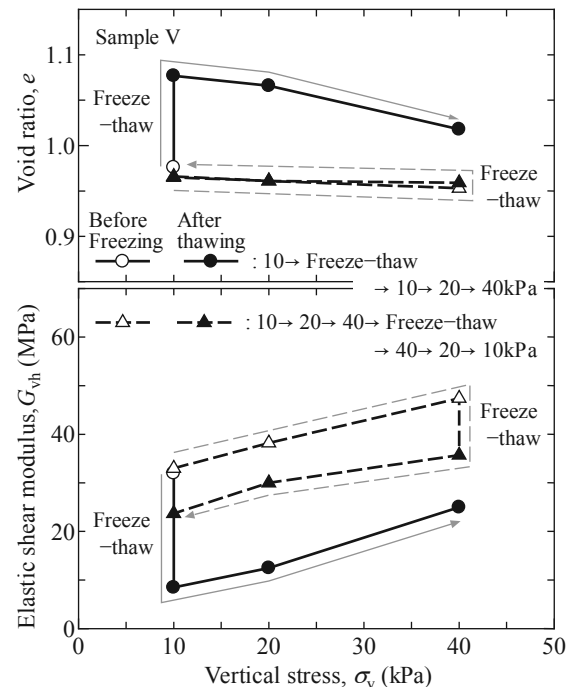 Sample V
1.1
1.0
0.9
Void ratio, e
Freeze
−thaw
Freeze
−thaw
Before
Freezing
After
thawing
: 10→ Freeze−thaw
→ 10→ 20→ 40kPa
: 10→ 20→ 40→ Freeze−thaw
→ 40→ 20→ 10kPa
60
40
20
0
Elastic shear modulus, Gvh (MPa)
Freeze
−thaw
Freeze
−thaw
0 10 20 30 40 50
Vertical stress, σv (kPa)